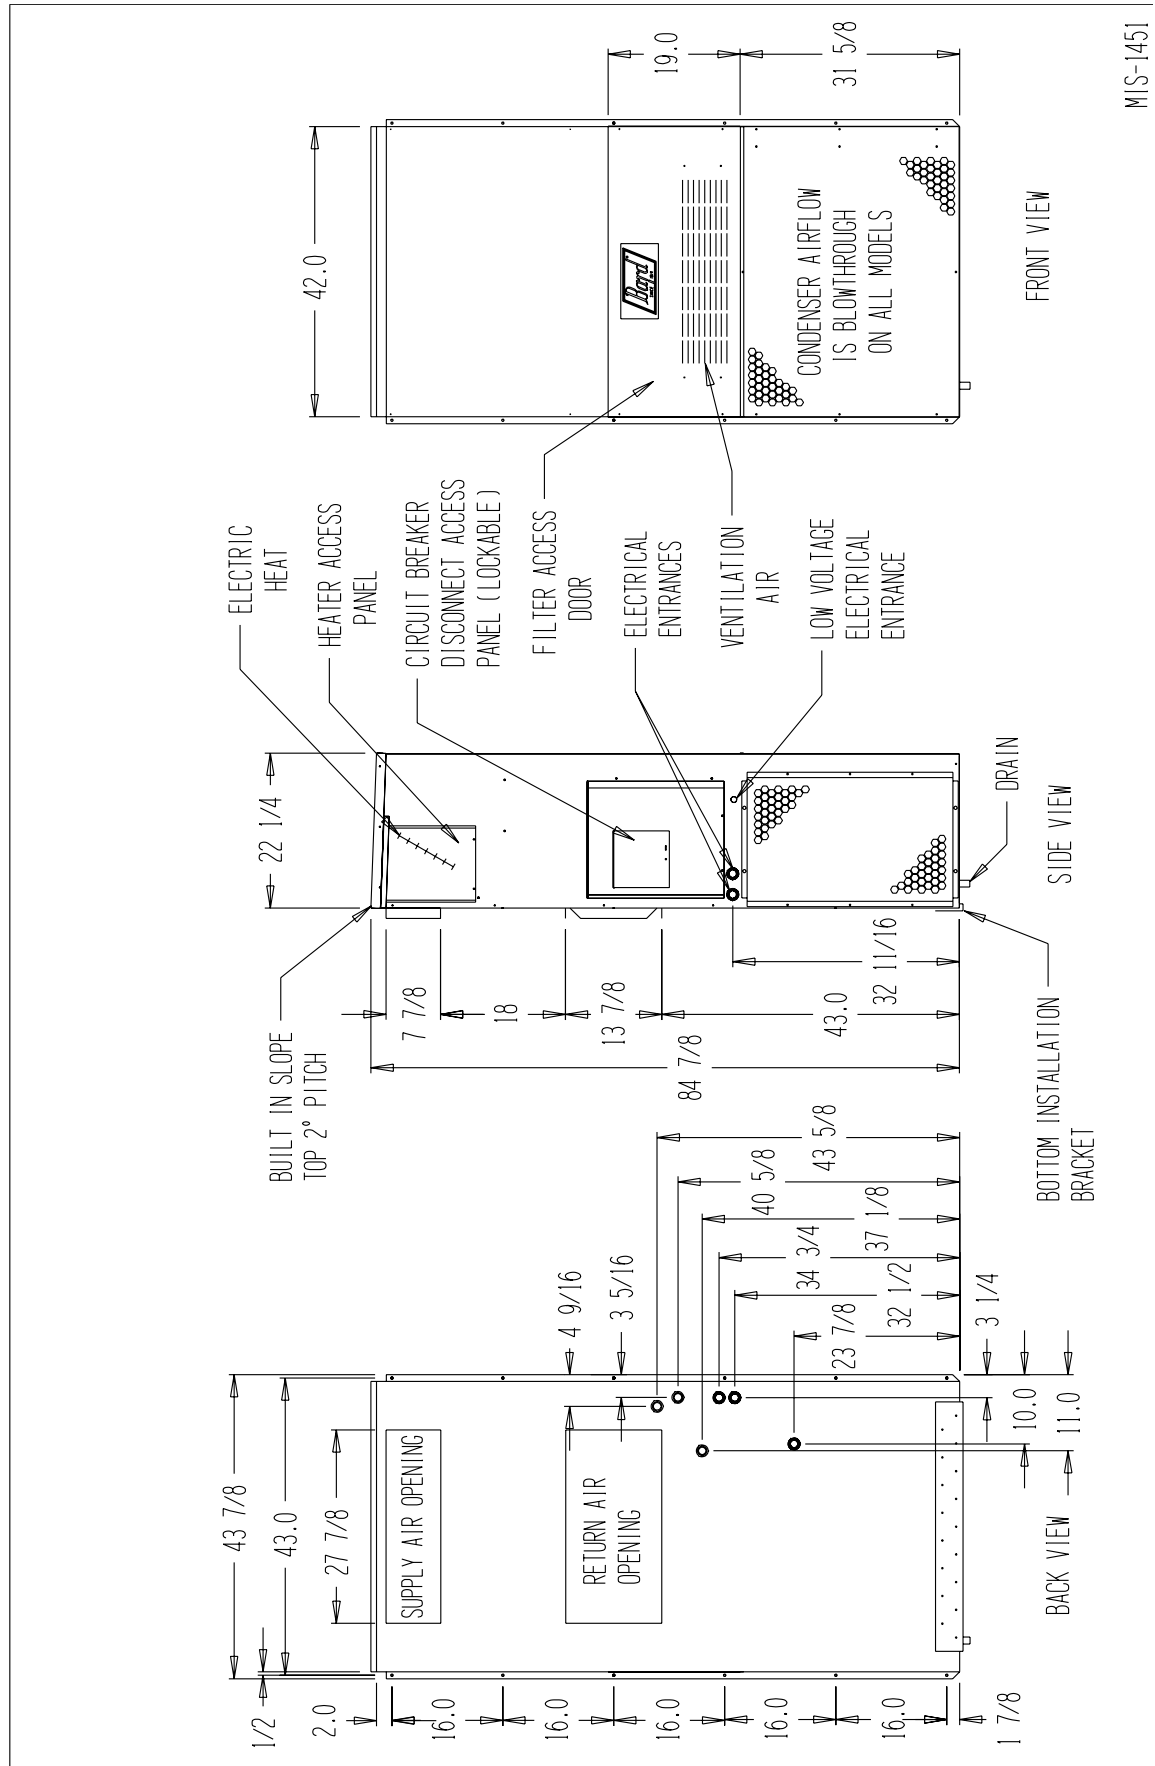 1/2
43 7/8
43.0
27 7/8
2.0
16.0
16.0
16.0
16.0
16.0
1 7/8
SUPPLY AIR OPENING
RETURN AIR
OPENING
4 9/16
3 5/16
43 5/8
40 5/8
37 1/8
34 3/4
32 1/2
23 7/8
3 1/4
10.0
11.0
BACK VIEW
BUILT IN SLOPE
TOP 2° PITCH
22 1/4
7 7/8
18
13 7/8
43.0
84 7/8
32 11/16
BOTTOM INSTALLATION
BRACKET
DRAIN
SIDE VIEW
ELECTRIC
HEAT
HEATER ACCESS
PANEL
CIRCUIT BREAKER
DISCONNECT ACCESS
PANEL (LOCKABLE)
FILTER ACCESS
DOOR
ELECTRICAL
ENTRANCES
VENTILATION
AIR
LOW VOLTAGE
ELECTRICAL
ENTRANCE
42.0
19.0
31 5/8
Bard
CONDENSER AIRFLOW
IS BLOWTHROUGH
ON ALL MODELS
FRONT VIEW
MIS-1451